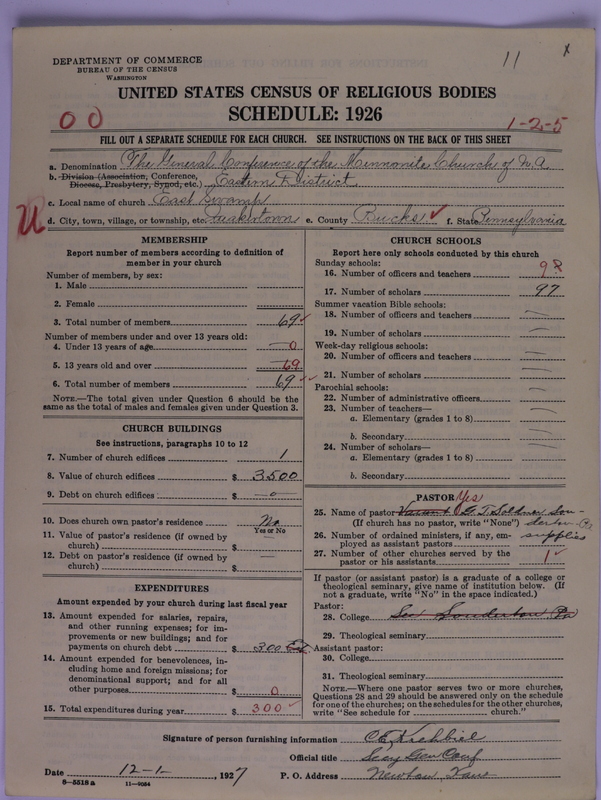 11
x
DEPARTMENT OF COMMERCE
BUREAU OF THE CENSUS
WASHINGTON
UNITED STATES CENSUS OF RELIGIOUS BODIES
SCHEDULE: 1926
00
1-2-5
FILL OUT A SEPARATE SCHEDULE FOR EACH CHURCH. SEE INSTRUCTIONS ON THE BACK OF THIS SHEET
a. Denomination The General Conference of the Mennonite Church of N.A.
b. Division (Association, Conference, Diocese, Presbytery, Synod, etc.) Eastern District
c. Local name of church East Swamp
d. City, town, village, or township, etc. Quakertown e. County Bucks ✓ f. State Pennsylvania
MEMBERSHIP
Report number of members according to definition of
member in your church
Number of members, by sex:
1. Male
2. Female
3. Total number of members 69 ✓
Number of members under and over 13 years old:
4. Under 13 years of age 0
5. 13 years old and over 69
6. Total number of members 69 ✓
NOTE.—The total given under Question 6 should be the
same as the total of males and females given under Question 3.
CHURCH BUILDINGS
See instructions, paragraphs 10 to 12
7. Number of church edifices 1
8. Value of church edifices $ 3500
9. Debt on church edifices $ —0—
10. Does church own pastor's residence No
Yes or No
11. Value of pastor's residence (if owned by
church) $
12. Debt on pastor's residence (if owned by
church) $
EXPENDITURES
Amount expended by your church during last fiscal year
13. Amount expended for salaries, repairs,
and other running expenses; for im-
provements or new buildings; and for
payments on church debt $ 300
14. Amount expended for benevolences, in-
cluding home and foreign missions; for
denominational support; and for all
other purposes $ 0
15. Total expenditures during year $ 300 ✓
CHURCH SCHOOLS
Report here only schools conducted by this church
Sunday schools:
16. Number of officers and teachers 9
17. Number of scholars 97
Summer vacation Bible schools:
18. Number of officers and teachers —
19. Number of scholars —
Week-day religious schools:
20. Number of officers and teachers —
21. Number of scholars —
Parochial schools:
22. Number of administrative officers —
23. Number of teachers—
a. Elementary (grades 1 to 8) —
b. Secondary —
24. Number of scholars—
a. Elementary (grades 1 to 8) —
b. Secondary
PASTOR Yes
25. Name of pastor Vacant
(If church has no pastor, write "None")
26. Number of ordained ministers, if any, em-
ployed as assistant pastors supplies
27. Number of other churches served by the
pastor or his assistants 1 ✓
If pastor (or assistant pastor) is a graduate of a college or
theological seminary, give name of institution below. (If
not a graduate, write "No" in the space indicated.)
Pastor:
28. College Souderton Pa
29. Theological seminary
Assistant pastor:
30. College
31. Theological seminary
NOTE.—Where one pastor serves two or more churches,
Questions 28 and 29 should be answered only on the schedule
for one of the churches; on the schedules for the other churches,
write "See schedule for church."
Signature of person furnishing information C E Krehbiel
Official title Secy Gen Conf
Date 12-1-, 1927 P. O. Address Newton, Kans
8—5518 a 11—9054